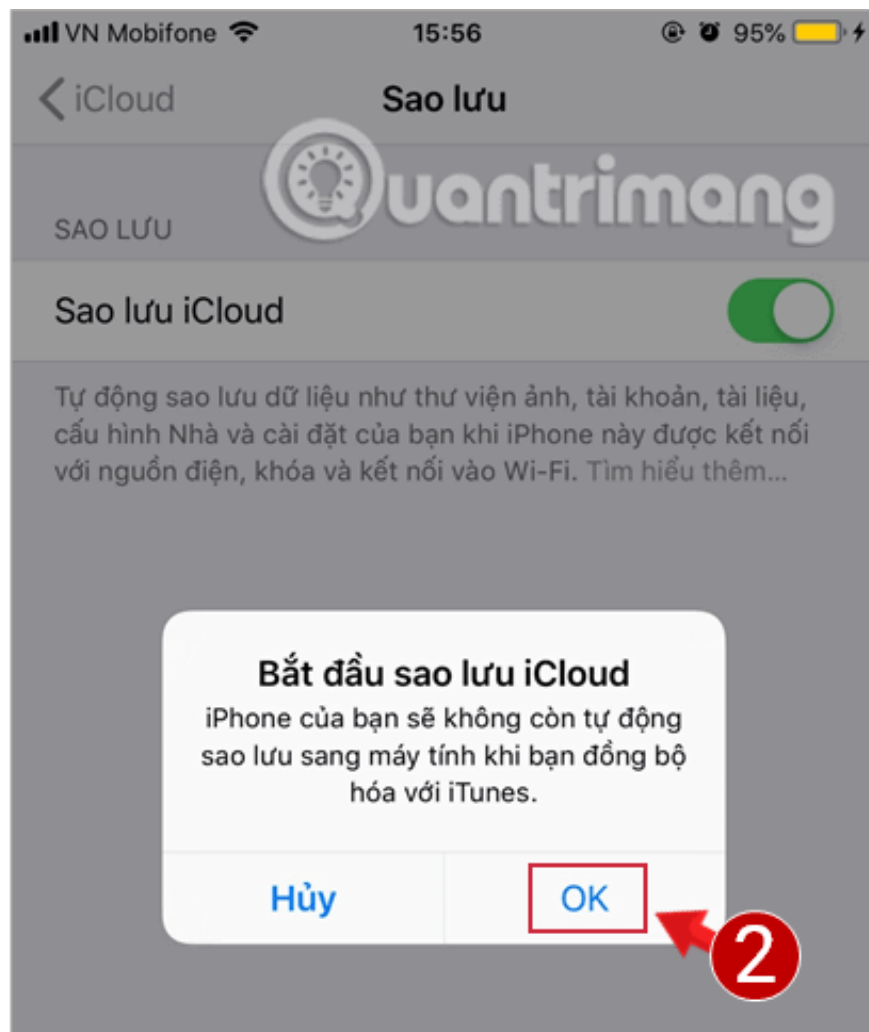 VN Mobifone 15:56 95%
iCloud Sao lưu
Quantrimang
SAO LƯU
Sao lưu iCloud
Tự động sao lưu dữ liệu như thư viện ảnh, tài khoản, tài liệu,
cấu hình Nhà và cài đặt của bạn khi iPhone này được kết nối
với nguồn điện, khóa và kết nối vào Wi-Fi. Tìm hiểu thêm...
Bắt đầu sao lưu iCloud
iPhone của bạn sẽ không còn tự động
sao lưu sang máy tính khi bạn đồng bộ
hóa với iTunes.
Hủy OK
2